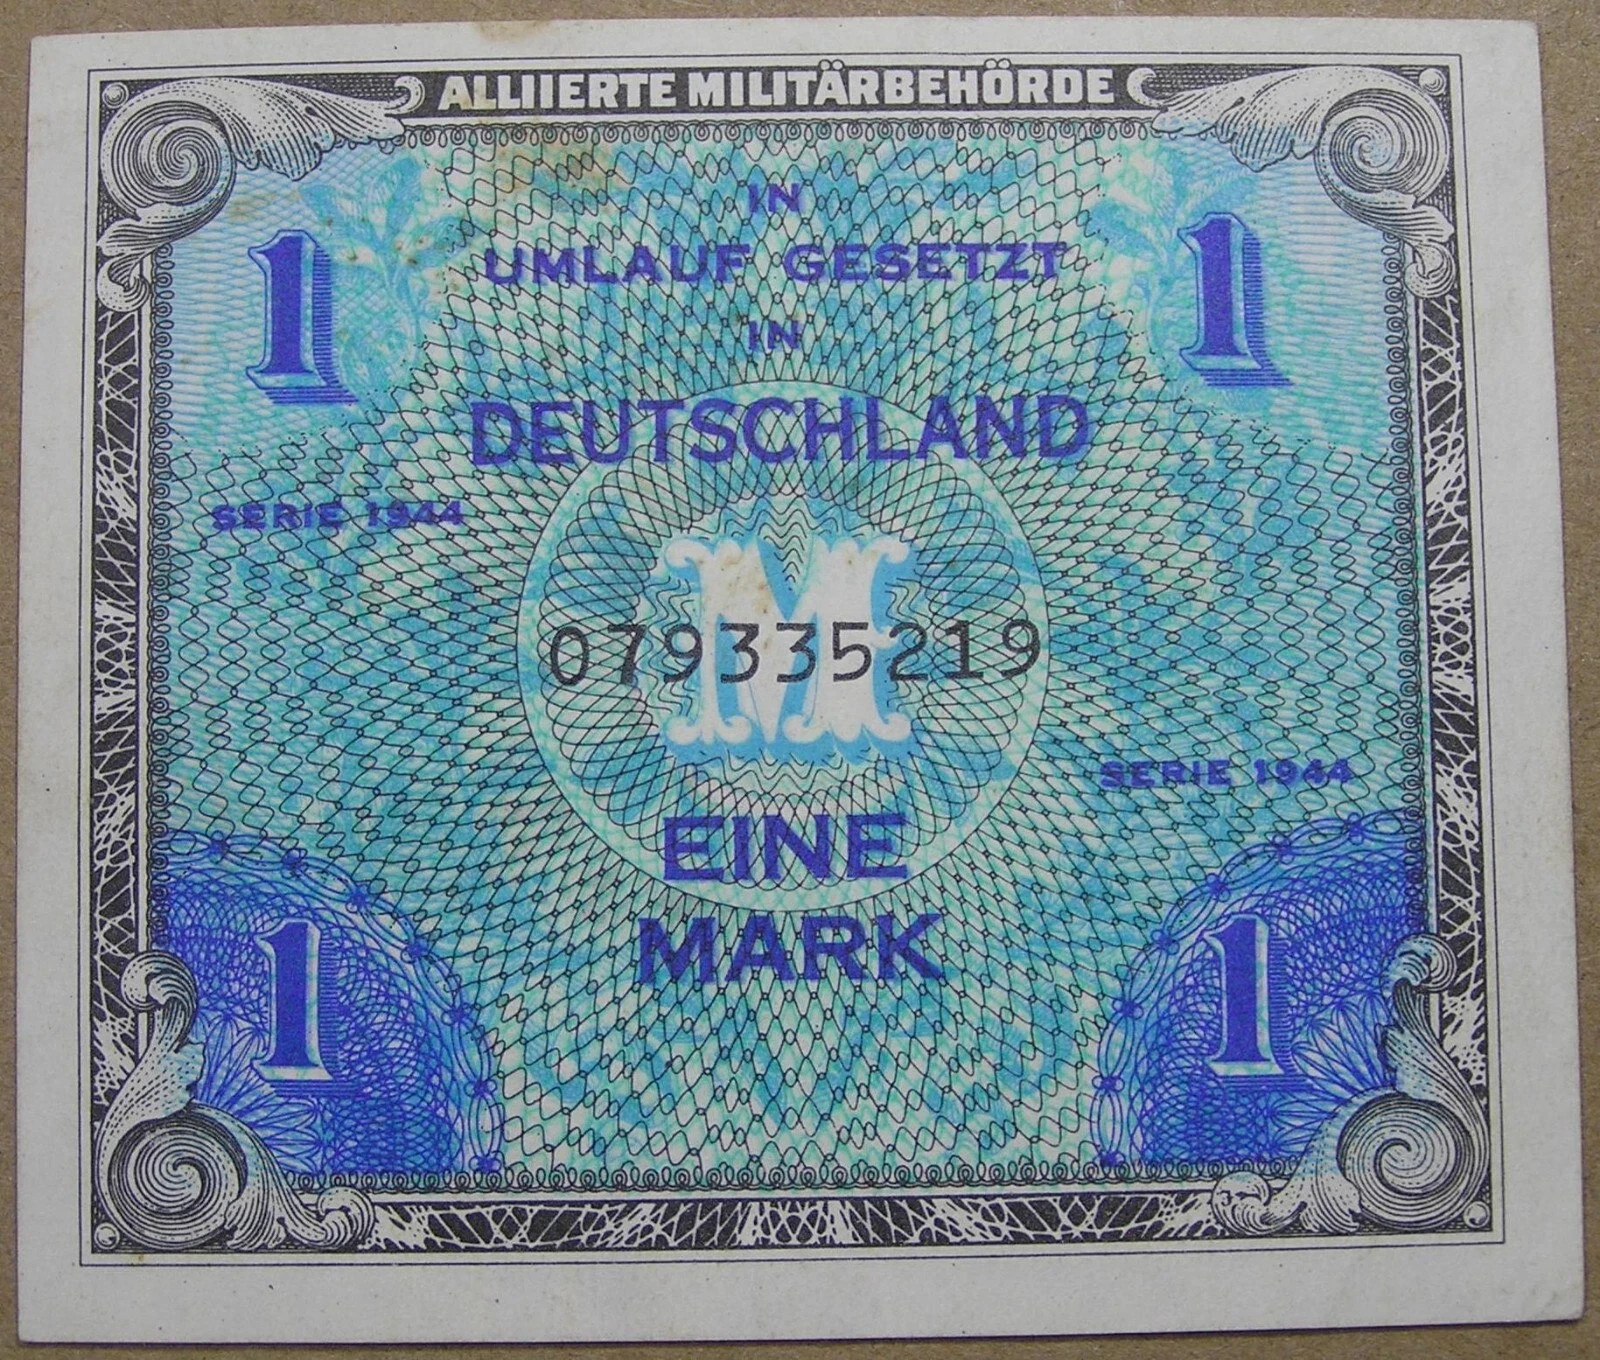 ALLIIERTE MILITÄRBEHÖRDE
IN
1 UMLAUF GESETZT 1
IN
DEUTSCHLAND
SERIE 1944
M
079335219
SERIE 1944
EINE
MARK
1 1